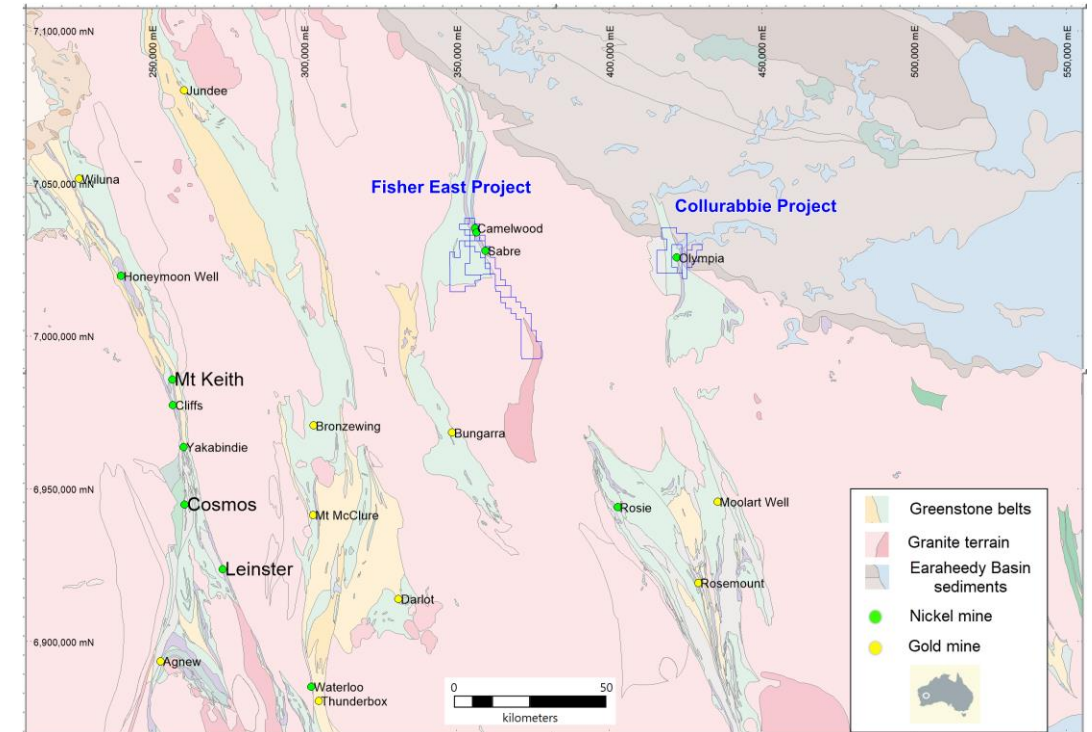 7,100,000 mN
250,000 mE
300,000 mE
350,000 mE
400,000 mE
450,000 mE
500,000 mE
550,000 mE
Jundee
Wiluna
7,050,000 mN
Fisher East Project
Collurabbie Project
Camelwood
Sabre
Olympia
Honeymoon Well
7,000,000 mN
Mt Keith
Cliffs
Bronzewing
Bungarra
Yakabindie
6,950,000 mN
Cosmos
Mt McClure
Rosie
Moolart Well
Leinster
Rosemount
Darlot
6,900,000 mN
Agnew
Waterloo
Thunderbox
0
50
kilometers
Greenstone belts
Granite terrain
Earaheedy Basin
sediments
Nickel mine
Gold mine